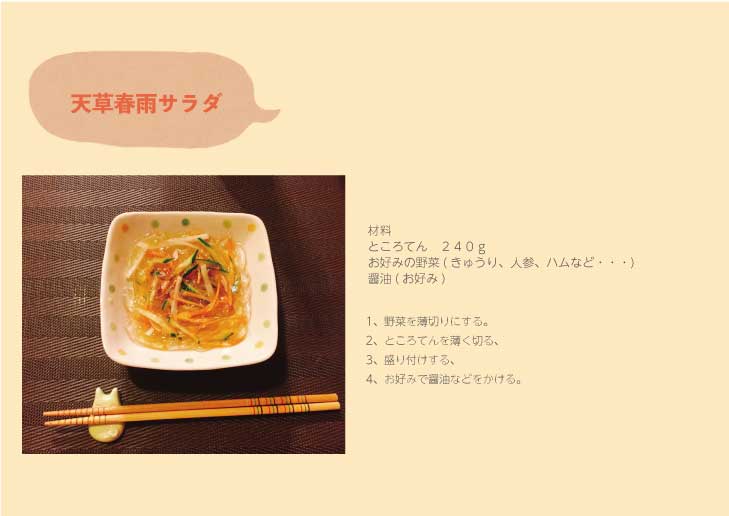 天草春雨サラダ
材料
ところてん　２４０ｇ
お好みの野菜 ( きゅうり、人参、ハムなど・・・)
醤油 ( お好み )
1、野菜を薄切りにする。
2、ところてんを薄く切る、
3、盛り付けする、
4、お好みで醤油などをかける。